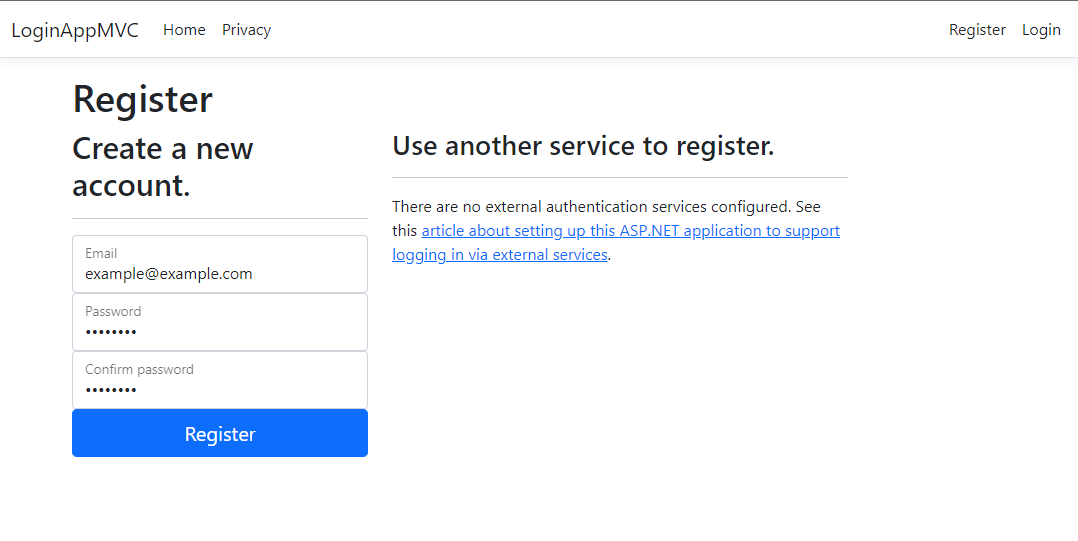 LoginAppMVC Home Privacy Register Login
Register
Create a new
account.
Email
example@example.com
Password
••••••••
Confirm password
••••••••
Register
Use another service to register.
There are no external authentication services configured. See
this article about setting up this ASP.NET application to support
logging in via external services.